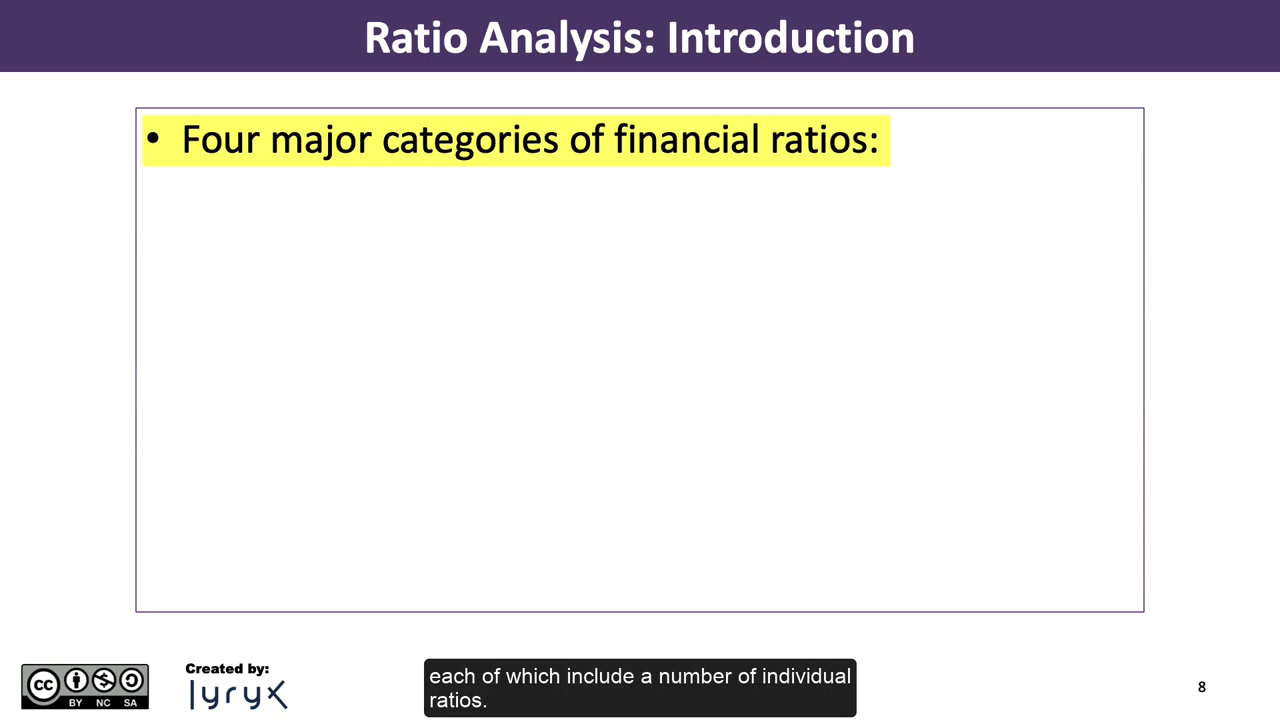 Ratio Analysis: Introduction
• Four major categories of financial ratios:
Created by:
lyryx
cc
BY NC SA
each of which include a number of individual
ratios.
8